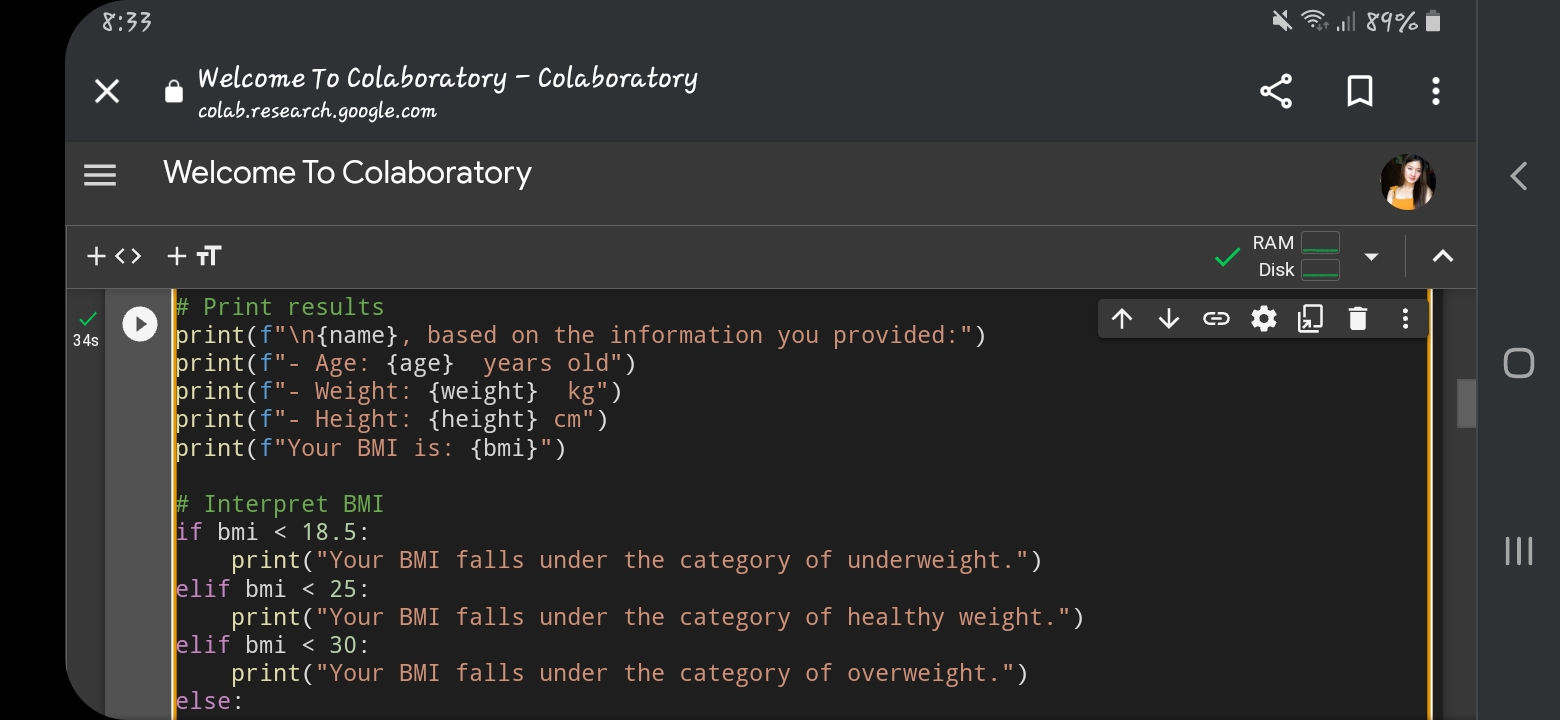 8:33
89%
Welcome To Colaboratory – Colaboratory
colab.research.google.com
Welcome To Colaboratory
RAM
Disk
34s
# Print results
print(f"\n{name}, based on the information you provided:")
print(f"- Age: {age}  years old")
print(f"- Weight: {weight}  kg")
print(f"- Height: {height} cm")
print(f"Your BMI is: {bmi}")
# Interpret BMI
if bmi < 18.5:
    print("Your BMI falls under the category of underweight.")
elif bmi < 25:
    print("Your BMI falls under the category of healthy weight.")
elif bmi < 30:
    print("Your BMI falls under the category of overweight.")
else: